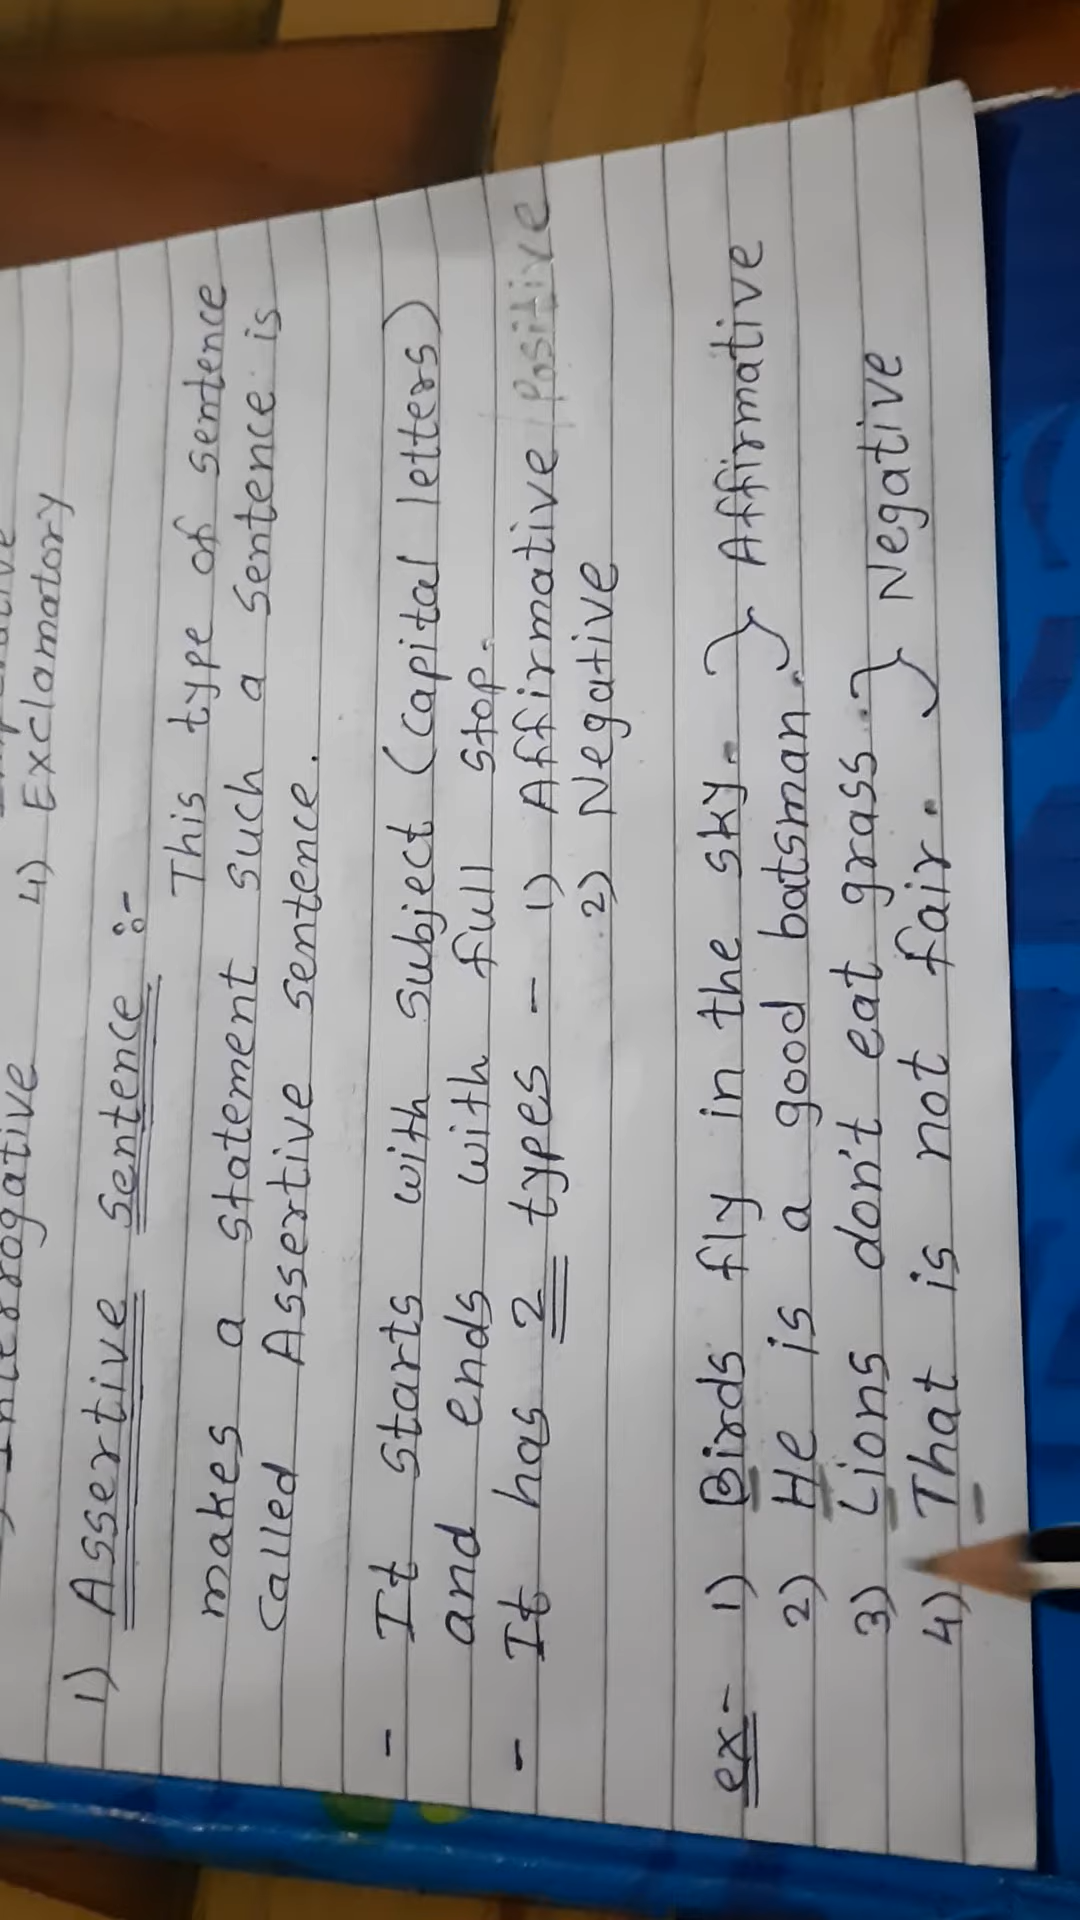 Interrogative
4) Exclamatory
1) Assertive Sentence :-
This type of sentence
makes a statement such a sentence is
called Assertive sentence.
- It starts with subject (capital letters)
and ends with full stop.
- It has 2 types - 1) Affirmative / Positive
2) Negative
ex- 1) Birds fly in the sky. } Affirmative
2) He is a good batsman.
3) Lions don't eat grass. } Negative
4) That is not fair.